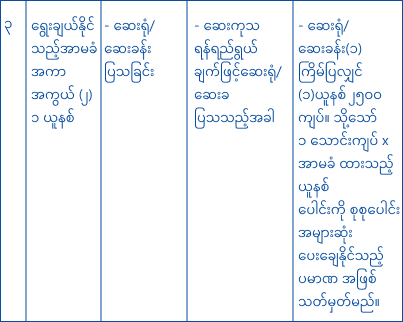 ၃
ရွေးချယ်နိုင်
သည့်အာမခံ
အကာ
အကွယ် (၂)
၁ ယူနစ်
- ဆေးရုံ/
ဆေးခန်း
ပြသခြင်း
- ဆေးကုသ
ရန်ရည်ရွယ်
ချက်ဖြင့်ဆေးရုံ/
ဆေးခ
ပြသသည့်အခါ
- ဆေးရုံ/
ဆေးခန်း(၁)
ကြိမ်ပြလျှင်
(၁)ယူနစ် ၂၅၀၀
ကျပ်။ သို့သော်
၁ သောင်းကျပ် x
အာမခံ ထားသည့်
ယူနစ်
ပေါင်းကို စုစုပေါင်း
အများဆုံး
ပေးချေနိုင်သည့်
ပမာဏ အဖြစ်
သတ်မှတ်မည်။